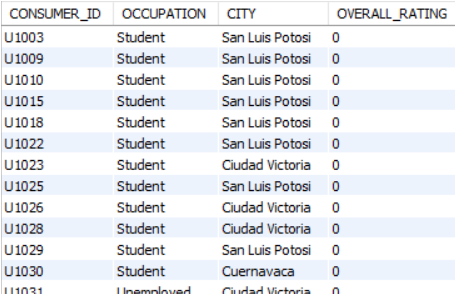 CONSUMER_ID OCCUPATION CITY OVERALL_RATING
U1003 Student San Luis Potosi 0
U1009 Student San Luis Potosi 0
U1010 Student San Luis Potosi 0
U1015 Student San Luis Potosi 0
U1018 Student San Luis Potosi 0
U1022 Student San Luis Potosi 0
U1023 Student Ciudad Victoria 0
U1025 Student San Luis Potosi 0
U1026 Student Ciudad Victoria 0
U1028 Student Ciudad Victoria 0
U1029 Student San Luis Potosi 0
U1030 Student Cuernavaca 0
U1031 Unemployed Ciudad Victoria 0